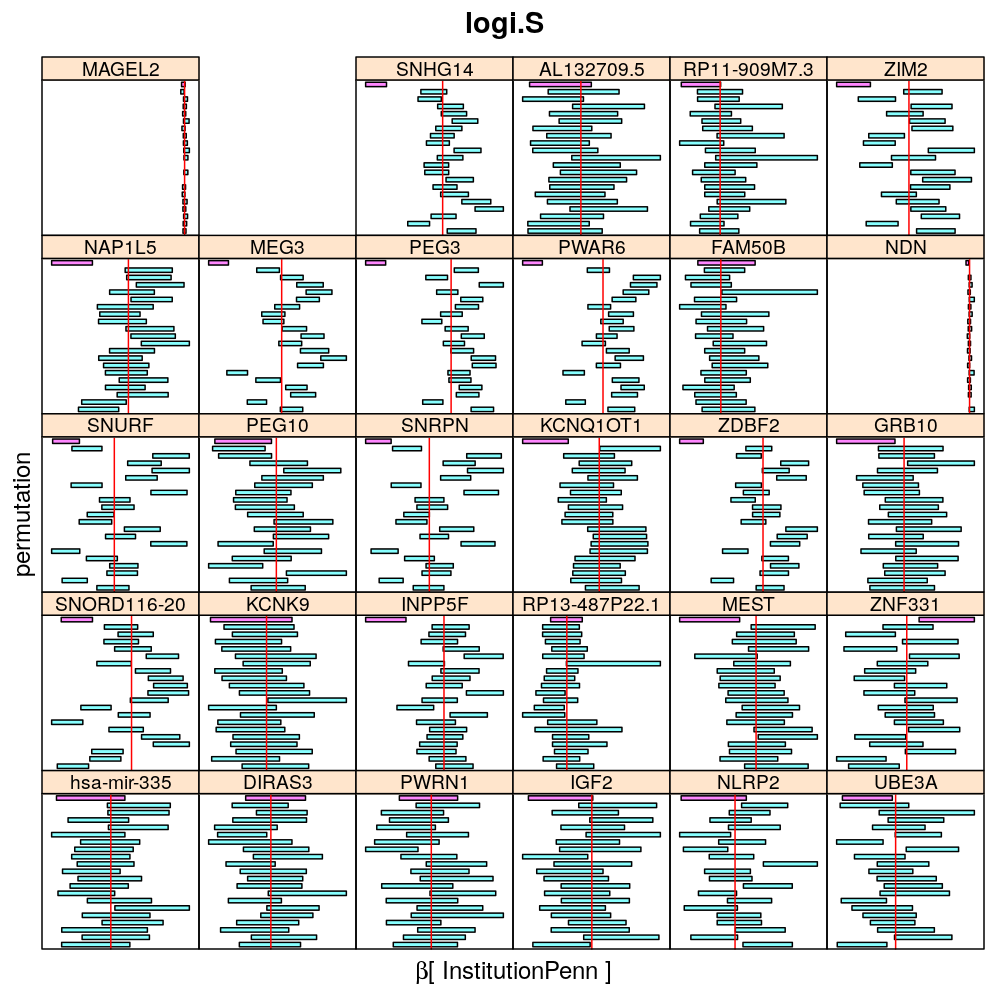 logi.S
MAGEL2 SNHG14 AL132709.5 RP11-909M7.3 ZIM2
NAP1L5 MEG3 PEG3 PWAR6 FAM50B NDN
SNURF PEG10 SNRPN KCNQ1OT1 ZDBF2 GRB10
SNORD116-20 KCNK9 INPP5F RP13-487P22.1 MEST ZNF331
hsa-mir-335 DIRAS3 PWRN1 IGF2 NLRP2 UBE3A
permutation
β[ InstitutionPenn ]